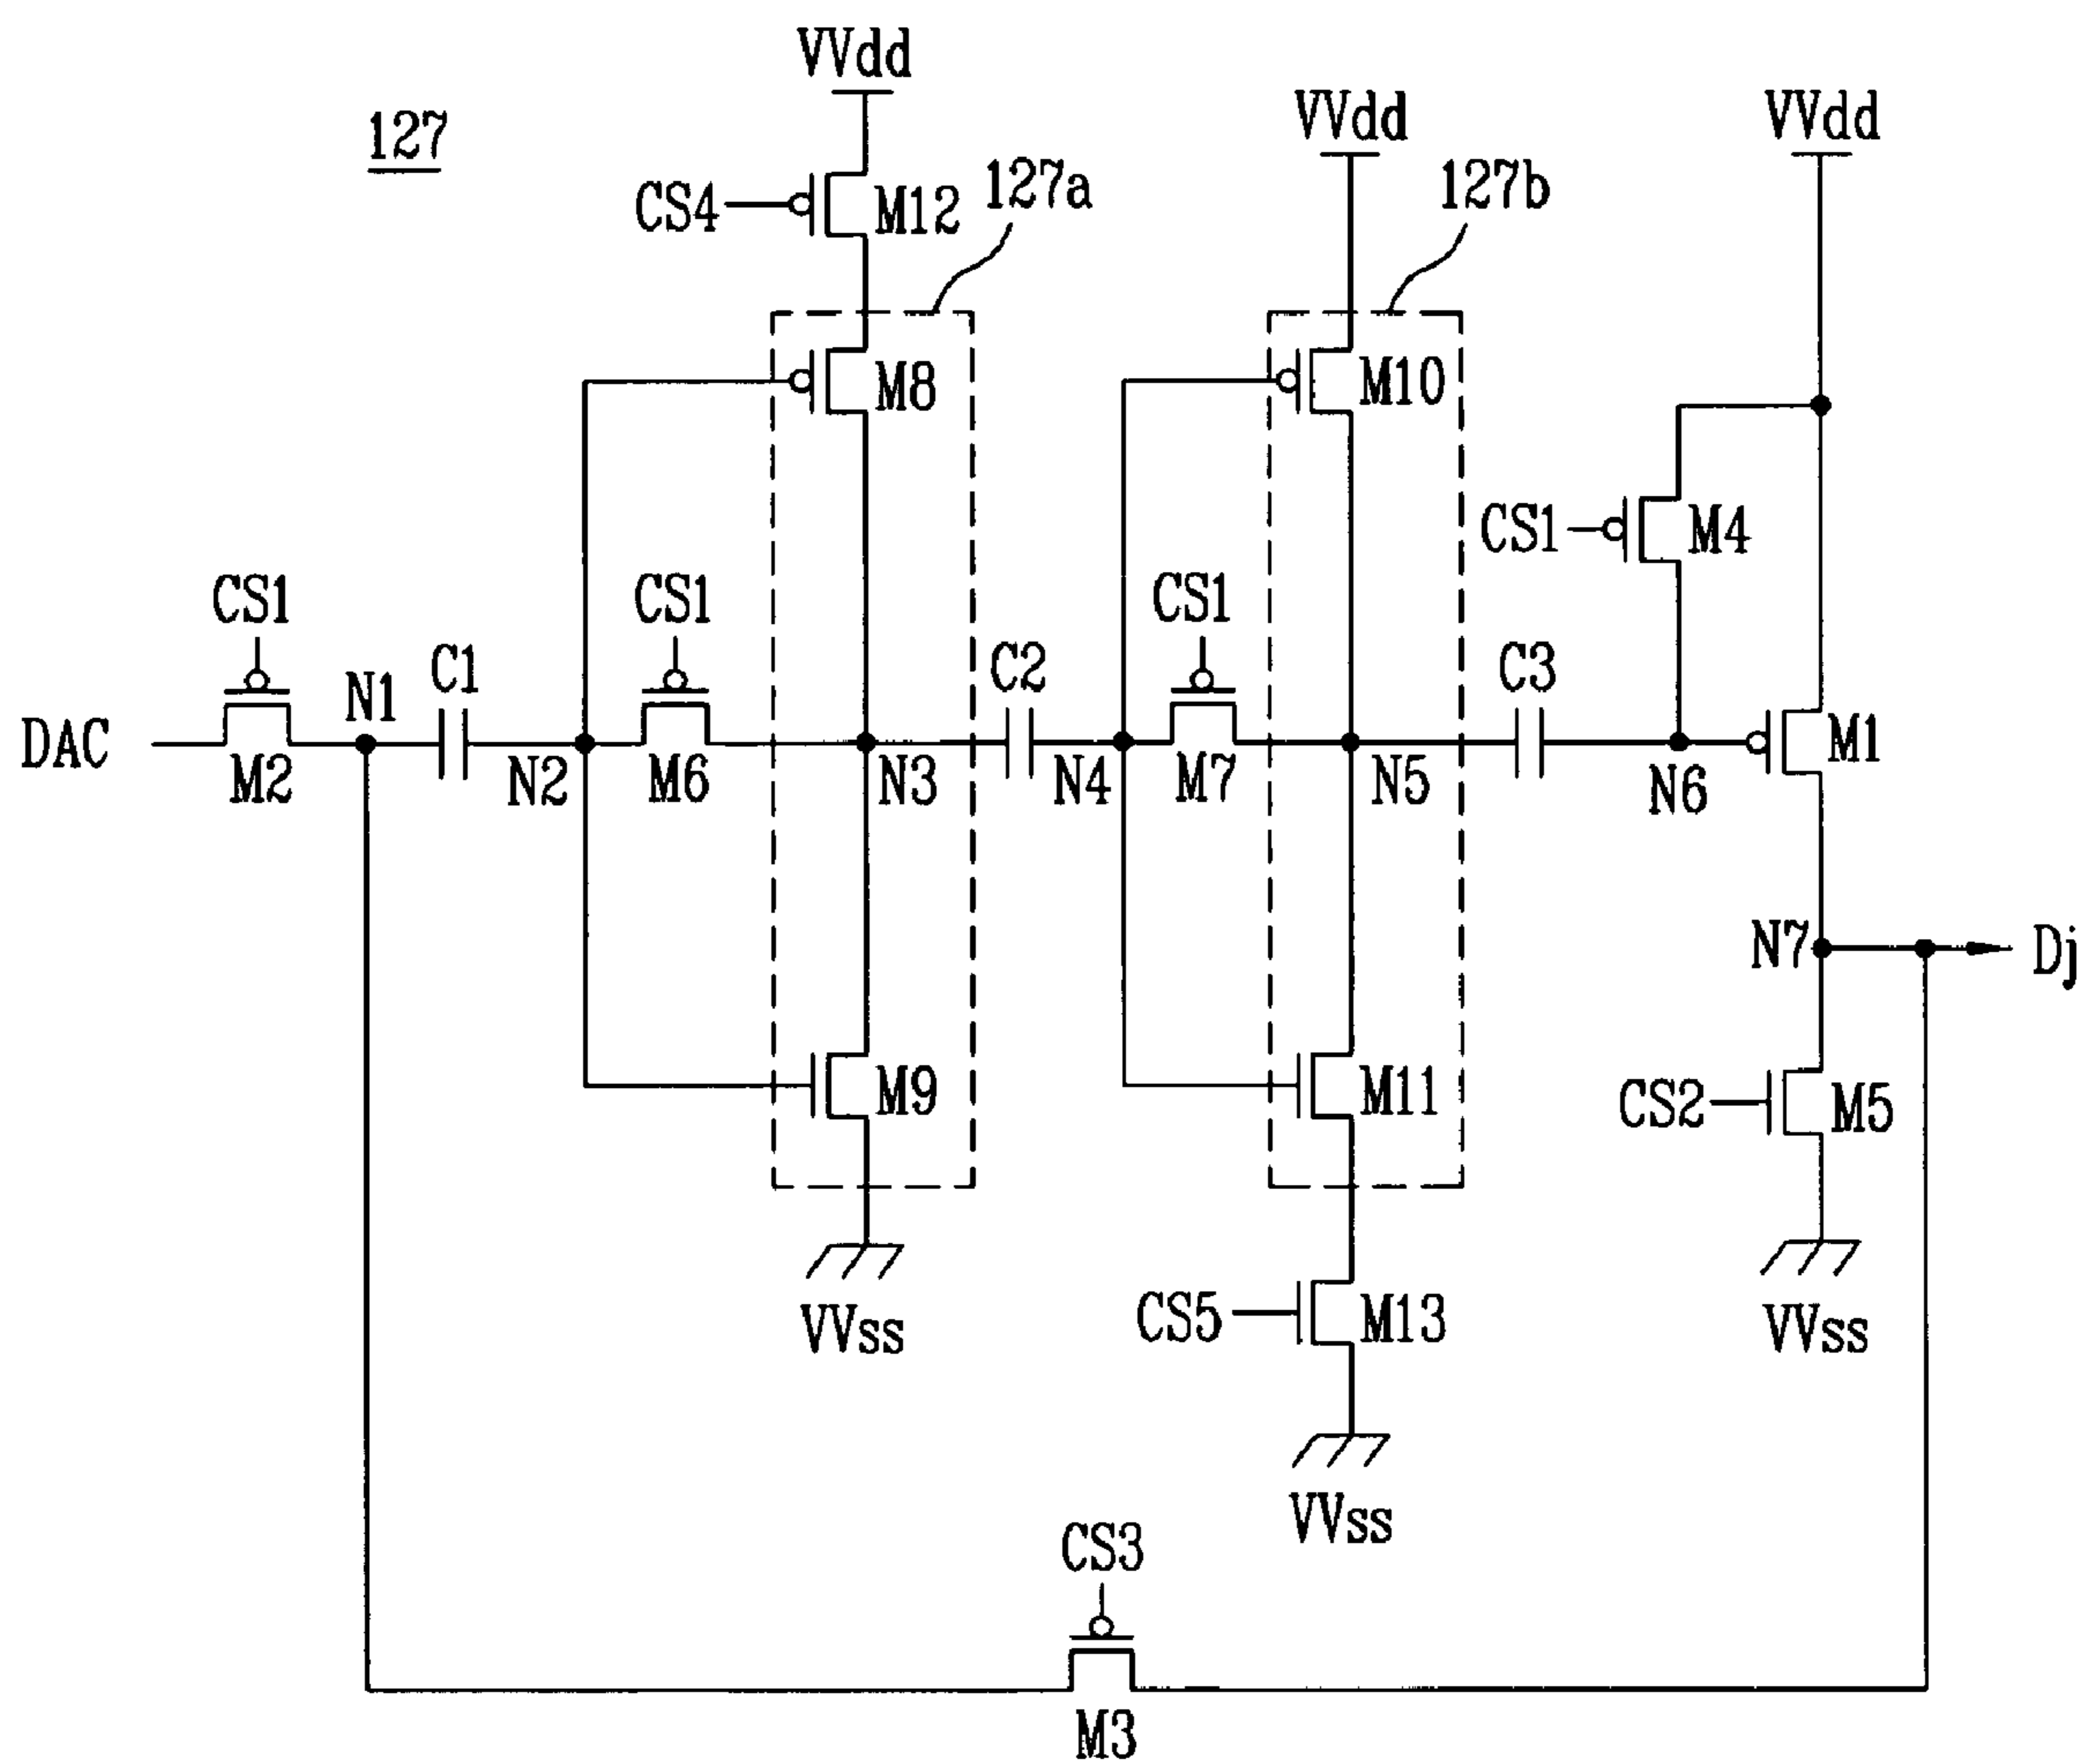 VVdd
127
VVdd
VVdd
127a
127b
CS4
M12
M8
M10
CS1
M4
CS1
CS1
CS1
N1
C1
C2
C3
DAC
M2
N2
M6
N3
N4
M7
N5
N6
M1
N7
Dj
M9
M11
CS2
M5
VVss
CS5
M13
VVss
VVss
CS3
M3